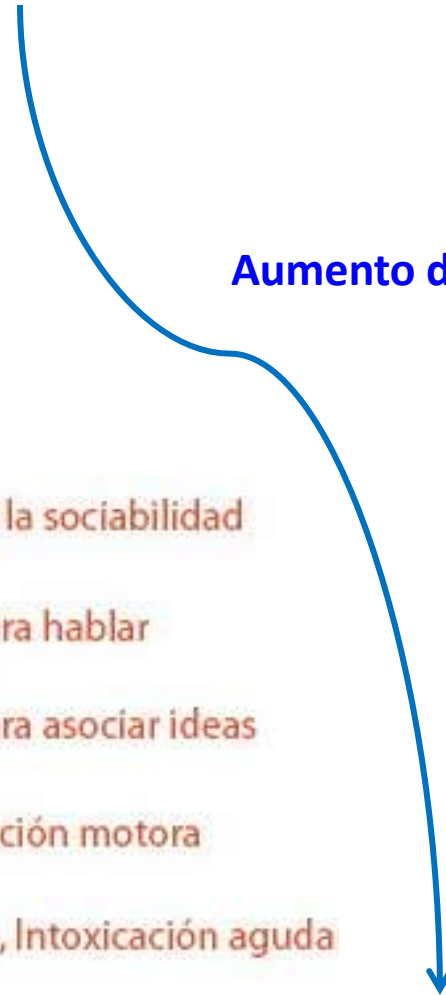 Aumento d
la sociabilidad
ra hablar
ra asociar ideas
ción motora
, Intoxicación aguda